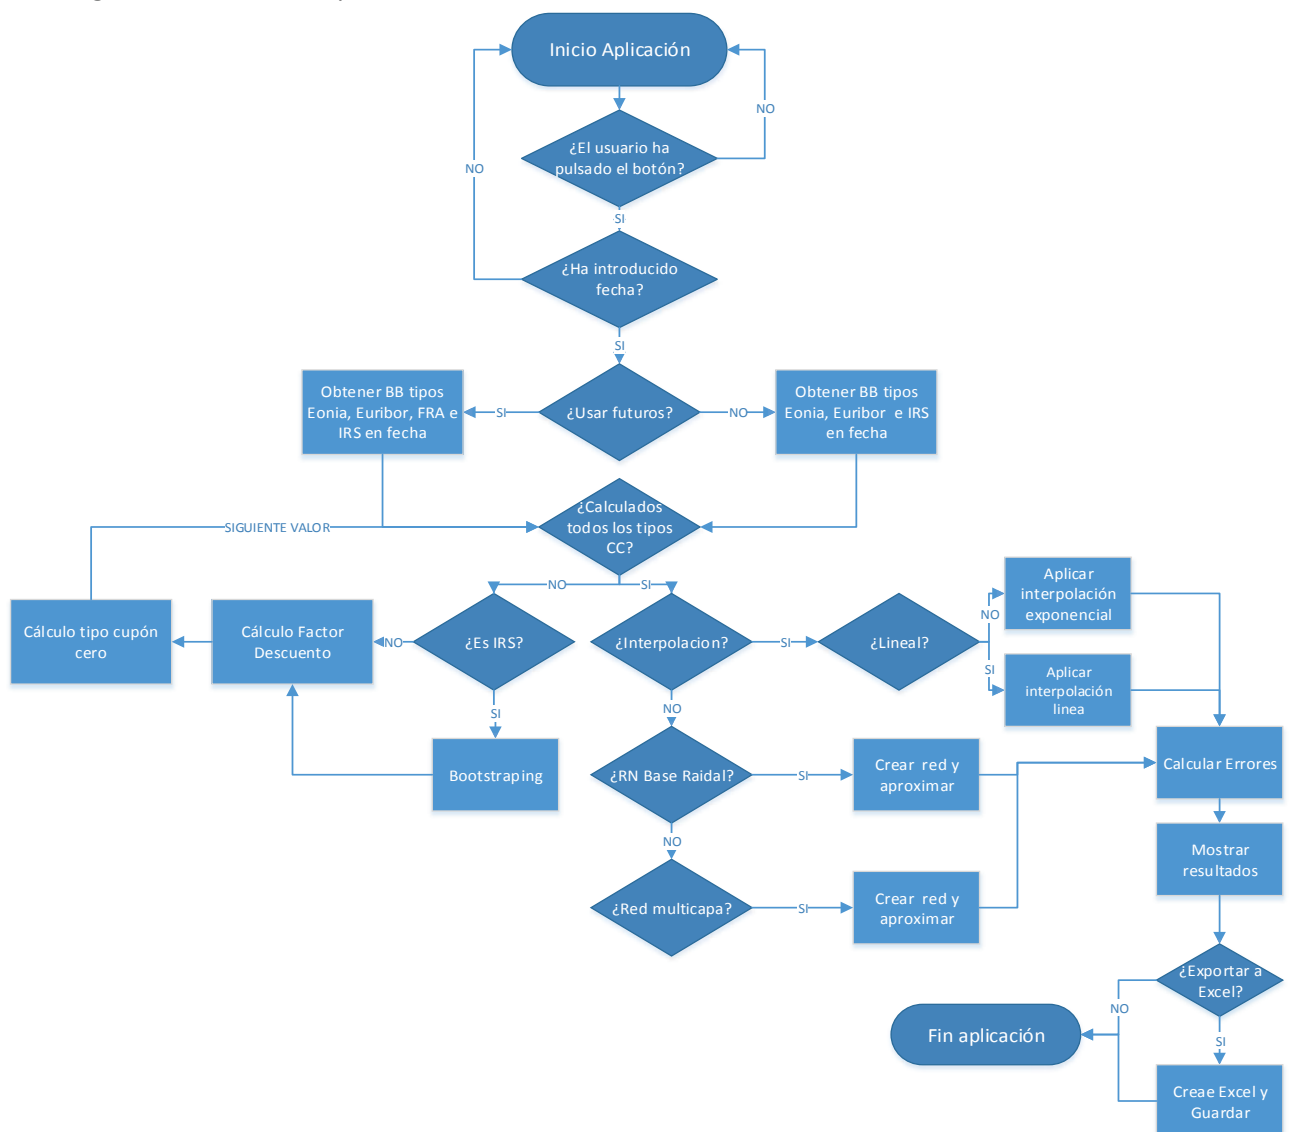 Inicio Aplicación
NO
¿El usuario ha
pulsado el botón?
NO
SI
¿Ha introducido
fecha?
SI
Obtener BB tipos
Eonia, Euribor, FRA e
IRS en fecha
SI
¿Usar futuros?
NO
Obtener BB tipos
Eonia, Euribor e IRS
en fecha
¿Calculados
todos los tipos
CC?
SIGUIENTE VALOR
NO
SI
Aplicar
interpolación
exponencial
NO
Cálculo tipo cupón
cero
Cálculo Factor
Descuento
NO
¿Es IRS?
¿Interpolacion?
SI
¿Lineal?
SI
Aplicar
interpolación
linea
SI
NO
Bootstraping
¿RN Base Raidal?
SI
Crear red y
aproximar
Calcular Errores
NO
Mostrar
resultados
¿Red multicapa?
SI
Crear red y
aproximar
¿Exportar a
Excel?
NO
Fin aplicación
SI
Creae Excel y
Guardar